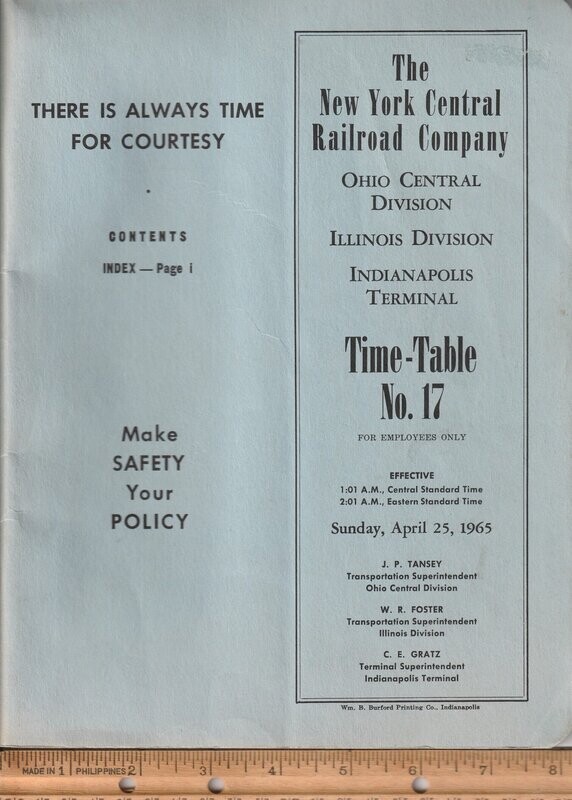 THERE IS ALWAYS TIME
FOR COURTESY
CONTENTS
INDEX — Page i
Make
SAFETY
Your
POLICY
The
New York Central
Railroad Company
OHIO CENTRAL
DIVISION
ILLINOIS DIVISION
INDIANAPOLIS
TERMINAL
Time-Table
No. 17
FOR EMPLOYEES ONLY
EFFECTIVE
1:01 A.M., Central Standard Time
2:01 A.M., Eastern Standard Time
Sunday, April 25, 1965
J. P. TANSEY
Transportation Superintendent
Ohio Central Division
W. R. FOSTER
Transportation Superintendent
Illinois Division
C. E. GRATZ
Terminal Superintendent
Indianapolis Terminal
Wm. B. Burford Printing Co., Indianapolis
MADE IN 1 PHILIPPINES 2 3 4 5 6 7 8